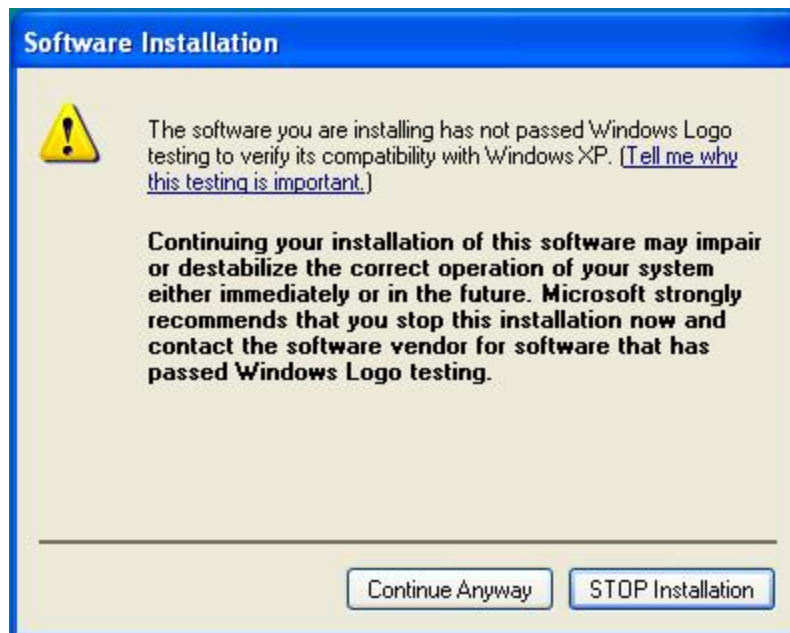 Software Installation
The software you are installing has not passed Windows Logo
testing to verify its compatibility with Windows XP. (Tell me why
this testing is important.)
Continuing your installation of this software may impair
or destabilize the correct operation of your system
either immediately or in the future. Microsoft strongly
recommends that you stop this installation now and
contact the software vendor for software that has
passed Windows Logo testing.
Continue Anyway
STOP Installation